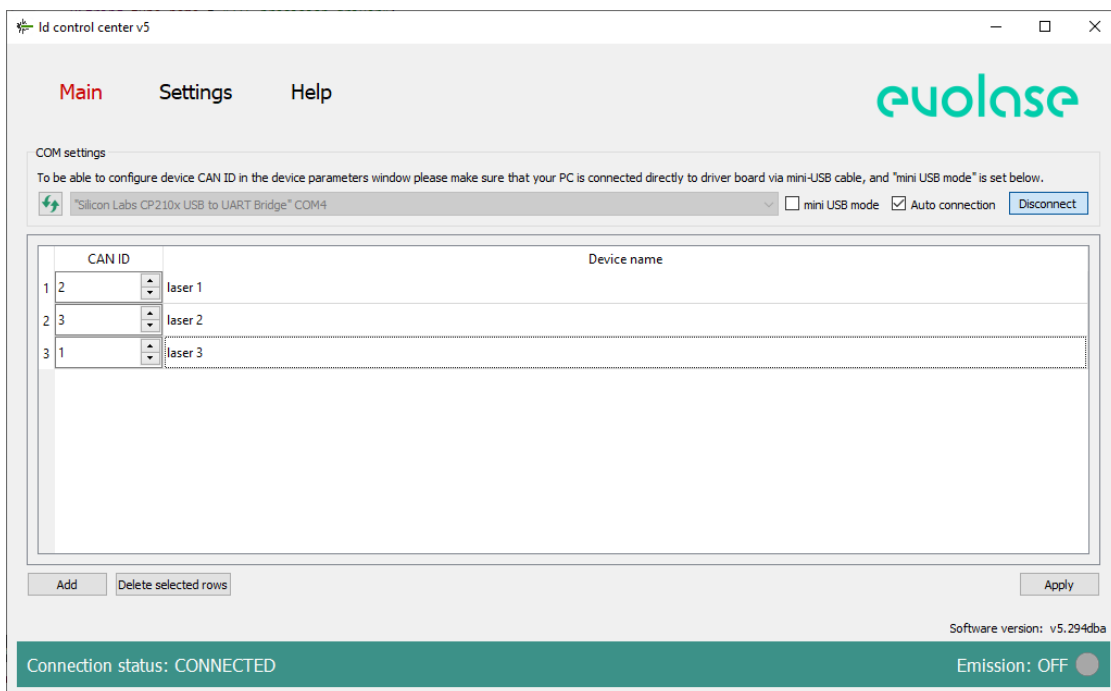 ld control center v5
Main Settings Help
evolase
COM settings
To be able to configure device CAN ID in the device parameters window please make sure that your PC is connected directly to driver board via mini-USB cable, and "mini USB mode" is set below.
"Silicon Labs CP210x USB to UART Bridge" COM4 mini USB mode Auto connection Disconnect
CAN ID Device name
1 2 laser 1
2 3 laser 2
3 1 laser 3
Add Delete selected rows Apply
Software version: v5.294dba
Connection status: CONNECTED Emission: OFF